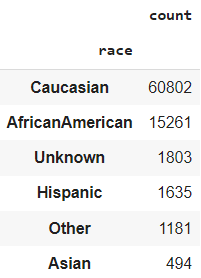 count
race
Caucasian 60802
AfricanAmerican 15261
Unknown 1803
Hispanic 1635
Other 1181
Asian 494